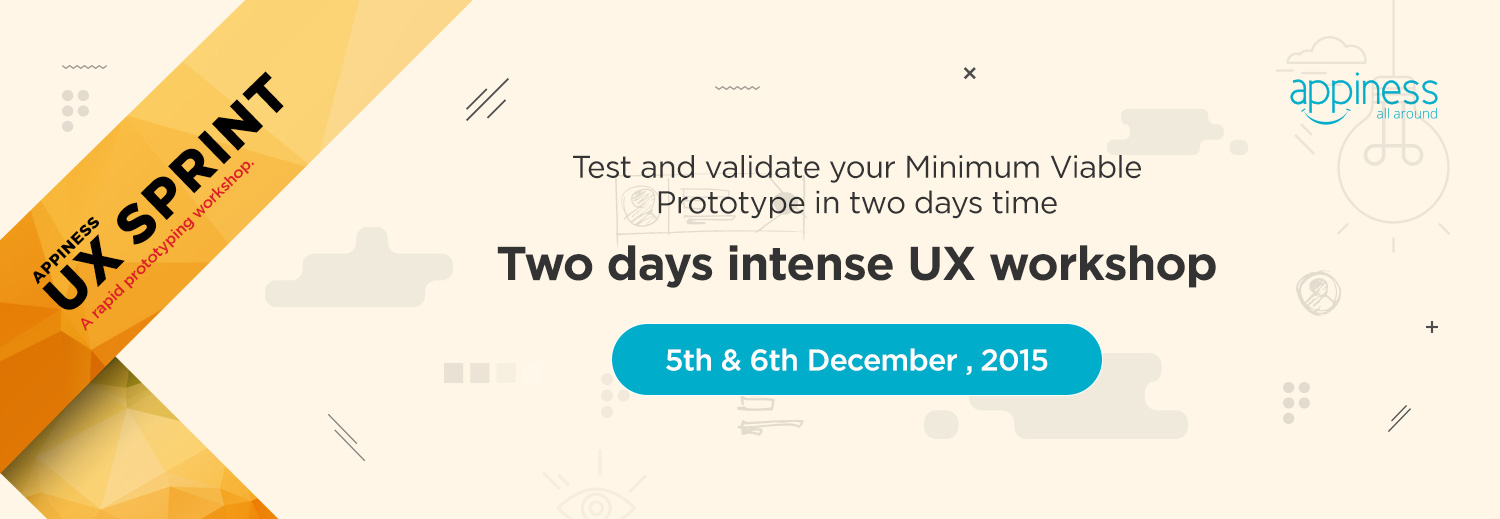 APPINESS
UX SPRINT
A rapid prototyping workshop.
appiness
all around
Test and validate your Minimum Viable
Prototype in two days time
Two days intense UX workshop
5th & 6th December , 2015